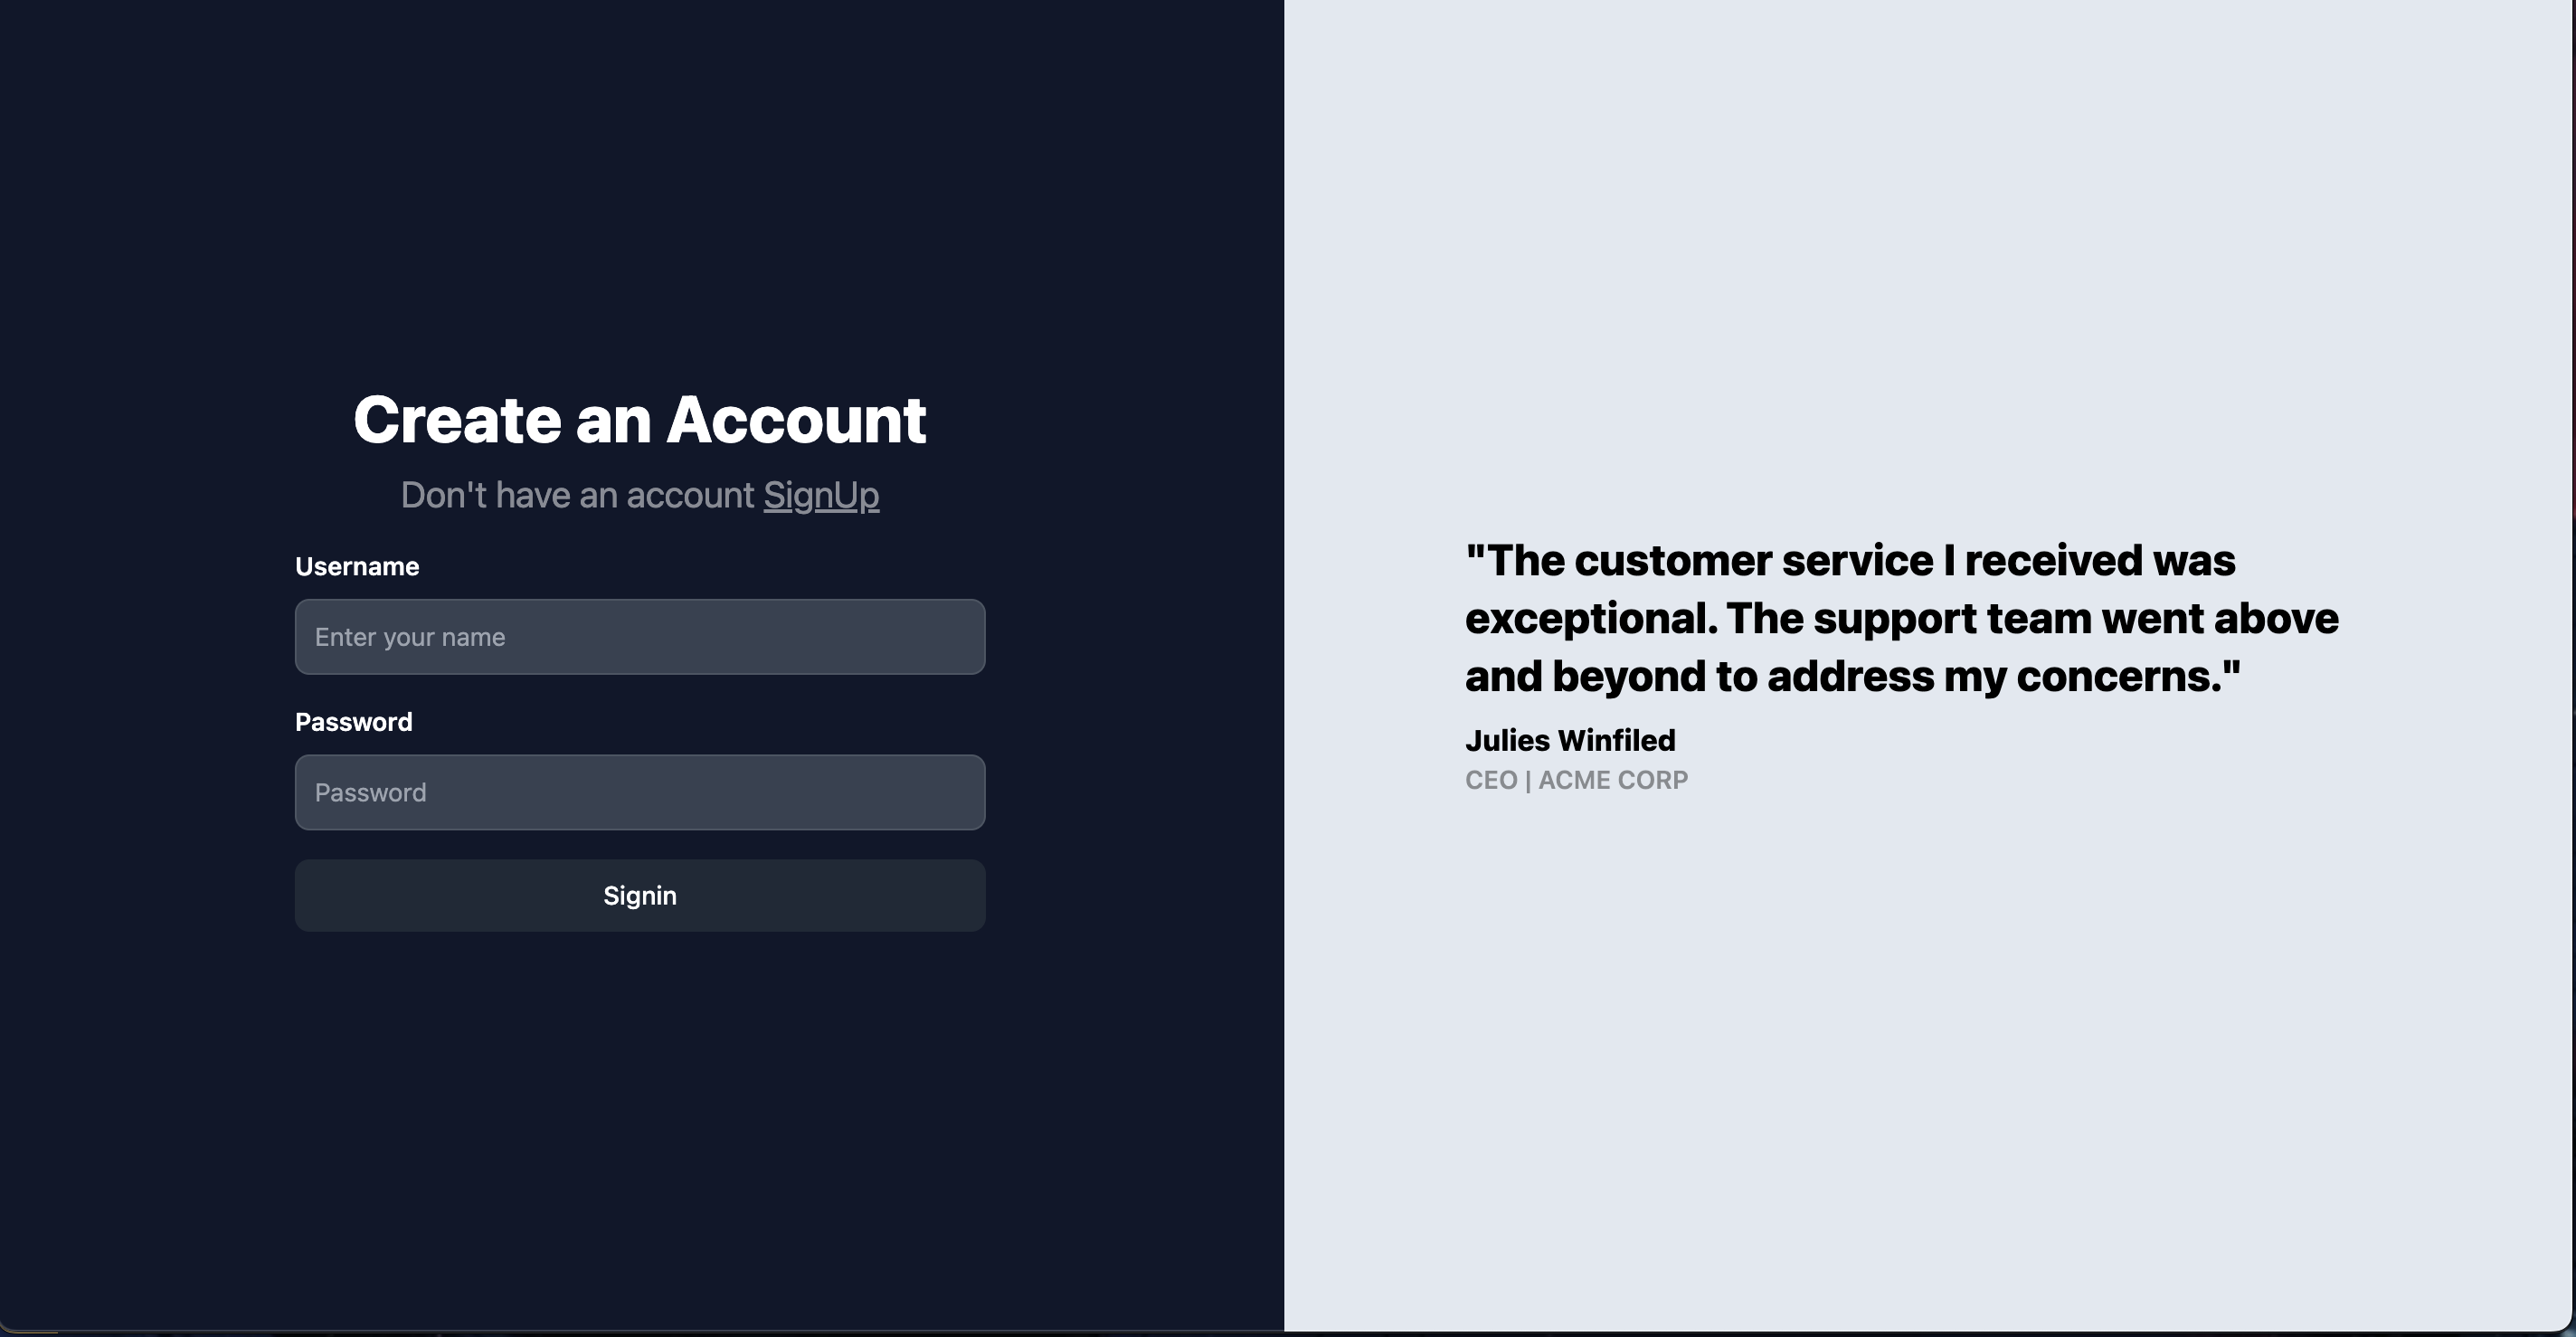 Create an Account
Don't have an account SignUp
Username
Enter your name
Password
Password
Signin
"The customer service I received was
exceptional. The support team went above
and beyond to address my concerns."
Julies Winfiled
CEO | ACME CORP